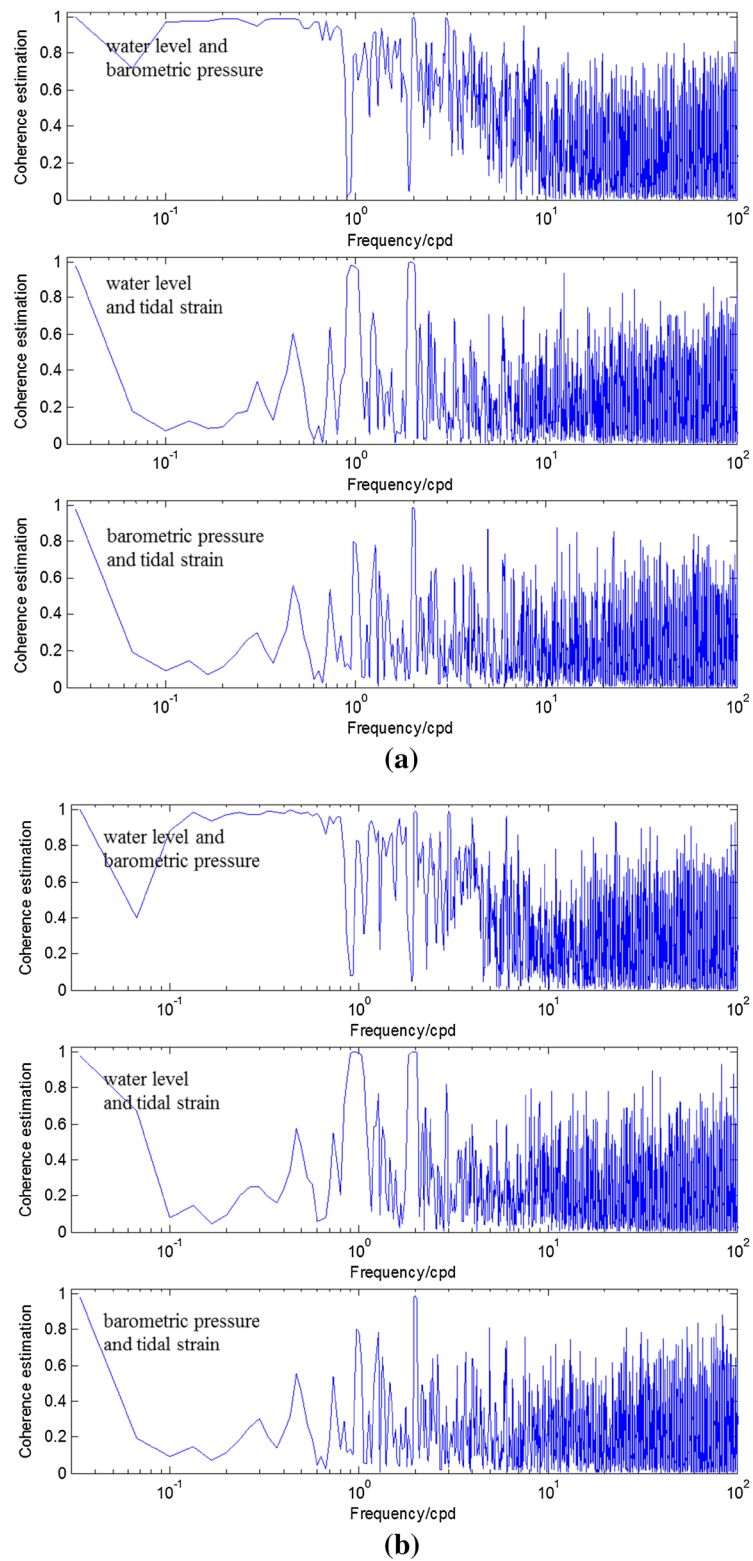 water level and
barometric pressure
Coherence estimation
1
0.8
0.6
0.4
0.2
0
10^-1
10^0
10^1
10^2
Frequency/cpd
water level
and tidal strain
Coherence estimation
1
0.8
0.6
0.4
0.2
0
10^-1
10^0
10^1
10^2
Frequency/cpd
barometric pressure
and tidal strain
Coherence estimation
1
0.8
0.6
0.4
0.2
0
10^-1
10^0
10^1
10^2
Frequency/cpd
(a)
water level and
barometric pressure
Coherence estimation
1
0.8
0.6
0.4
0.2
0
10^-1
10^0
10^1
10^2
Frequency/cpd
water level
and tidal strain
Coherence estimation
1
0.8
0.6
0.4
0.2
0
10^-1
10^0
10^1
10^2
Frequency/cpd
barometric pressure
and tidal strain
Coherence estimation
1
0.8
0.6
0.4
0.2
0
10^-1
10^0
10^1
10^2
Frequency/cpd
(b)